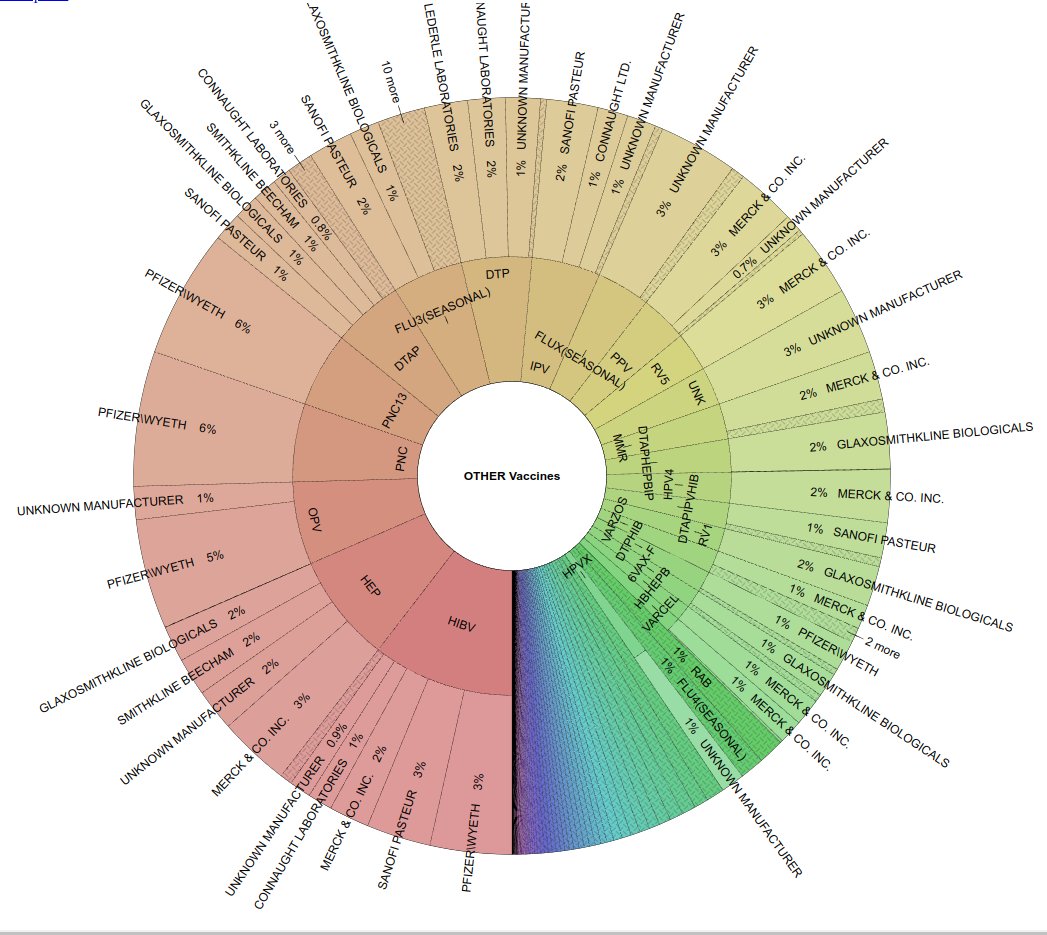 OTHER Vaccines
HIBV
HEP
OPV
PNC
PNC13
DTAP
FLU3(SEASONAL)
DTP
IPV
FLUX(SEASONAL)
PPV
RV5
UNK
MMR
DTAPHEPBIP
HPV4
DTAPIPVHIB
RV1
VARZOS
DTPHIB
6VAX-F
HBHEPB
VARCEL
HPVX
PFIZER\WYETH 3%
SANOFI PASTEUR 3%
MERCK & CO. INC. 2%
CONNAUGHT LABORATORIES 1%
UNKNOWN MANUFACTURER 0.9%
MERCK & CO. INC. 3%
UNKNOWN MANUFACTURER 2%
SMITHKLINE BEECHAM 2%
GLAXOSMITHKLINE BIOLOGICALS 2%
PFIZER\WYETH 5%
UNKNOWN MANUFACTURER 1%
PFIZER\WYETH 6%
PFIZER\WYETH 6%
SANOFI PASTEUR 1%
GLAXOSMITHKLINE BIOLOGICALS 1%
SMITHKLINE BEECHAM 1%
CONNAUGHT LABORATORIES 0.8%
3 more
SANOFI PASTEUR 2%
AXOSMITHKLINE BIOLOGICALS 1%
10 more
LEDERLE LABORATORIES 2%
NAUGHT LABORATORIES 2%
1% UNKNOWN MANUFACTUR
2% SANOFI PASTEUR
1% CONNAUGHT LTD.
1% UNKNOWN MANUFACTURER
3% UNKNOWN MANUFACTURER
3% MERCK & CO. INC.
0.7% UNKNOWN MANUFACTURER
3% MERCK & CO. INC.
3% UNKNOWN MANUFACTURER
2% MERCK & CO. INC.
2% GLAXOSMITHKLINE BIOLOGICALS
2% MERCK & CO. INC.
1% SANOFI PASTEUR
2% GLAXOSMITHKLINE BIOLOGICALS
1% MERCK & CO. INC.
2 more
1% PFIZER\WYETH
1% GLAXOSMITHKLINE BIOLOGICALS
1% MERCK & CO. INC.
1% MERCK & CO. INC.
1% RAB
1% FLU4(SEASONAL)
1% UNKNOWN MANUFACTURER